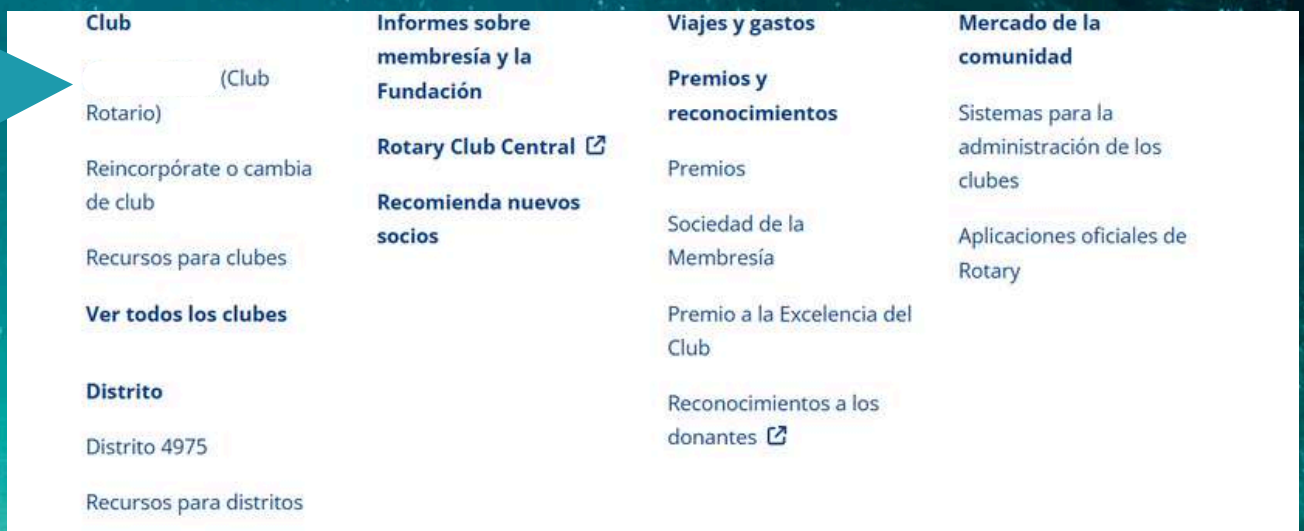 Club
(Club
Rotario)
Reincorpórate o cambia
de club
Recursos para clubes
Ver todos los clubes
Distrito
Distrito 4975
Recursos para distritos
Informes sobre
membresía y la
Fundación
Rotary Club Central
Recomienda nuevos
socios
Viajes y gastos
Premios y
reconocimientos
Premios
Sociedad de la
Membresía
Premio a la Excelencia del
Club
Reconocimientos a los
donantes
Mercado de la
comunidad
Sistemas para la
administración de los
clubes
Aplicaciones oficiales de
Rotary